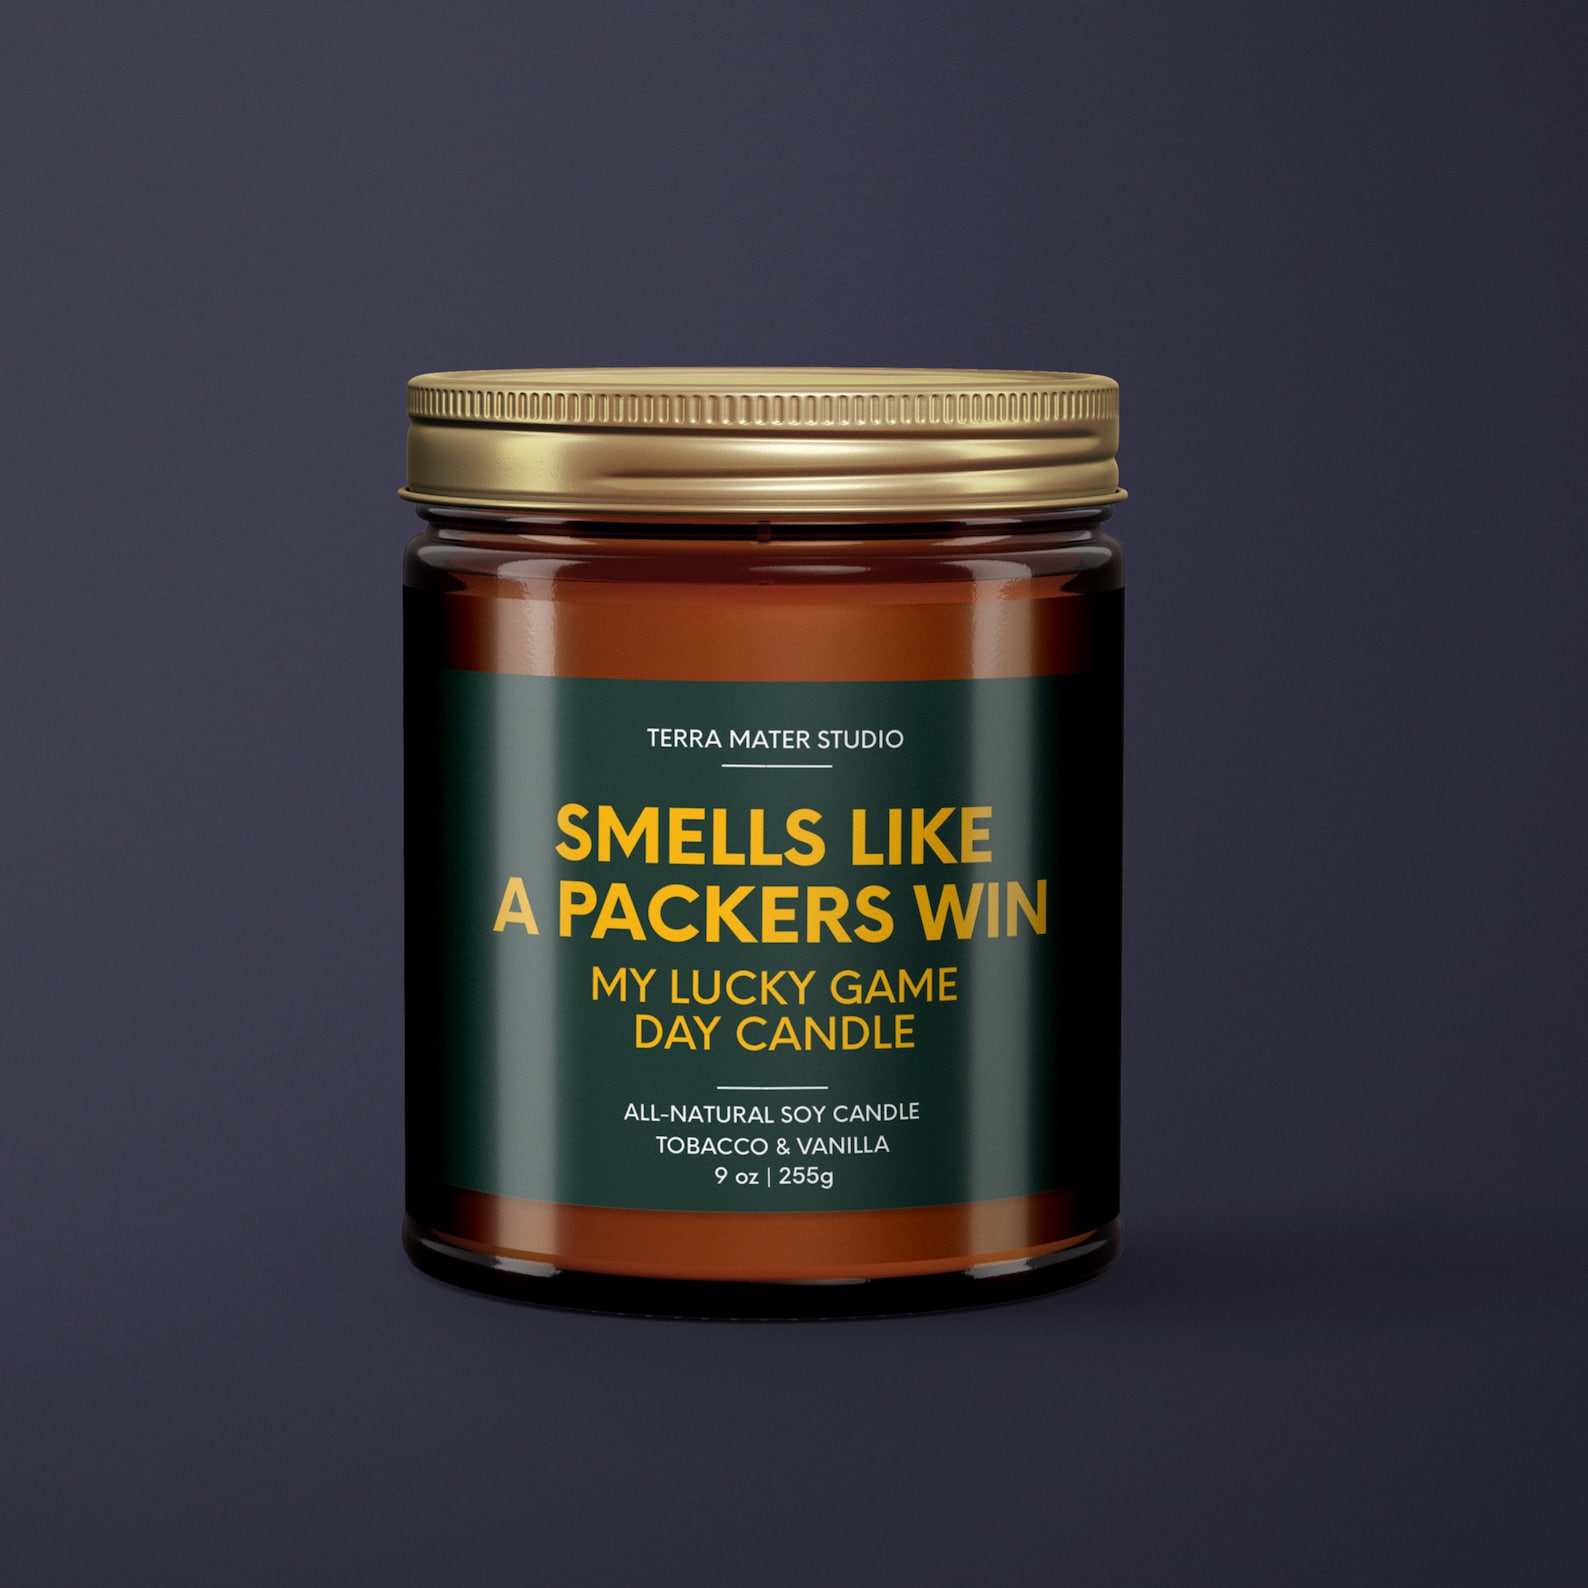 TERRA MATER STUDIO
SMELLS LIKE
A PACKERS WIN
MY LUCKY GAME
DAY CANDLE
ALL-NATURAL SOY CANDLE
TOBACCO & VANILLA
9 oz | 255g